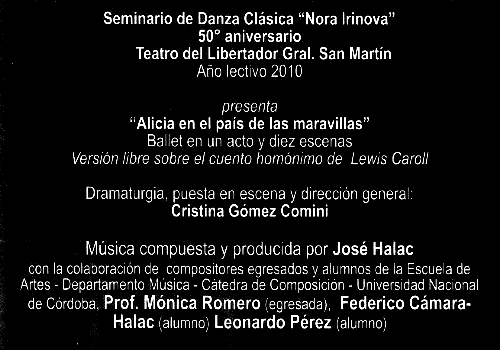 Seminario de Danza Clásica “Nora Irinova”
50° aniversario
Teatro del Libertador Gral. San Martín
Año lectivo 2010
presenta
“Alicia en el país de las maravillas”
Ballet en un acto y diez escenas
Versión libre sobre el cuento homónimo de Lewis Caroll
Dramaturgia, puesta en escena y dirección general:
Cristina Gómez Comini
Música compuesta y producida por José Halac
con la colaboración de compositores egresados y alumnos de la Escuela de
Artes - Departamento Música - Cátedra de Composición - Universidad Nacional
de Córdoba, Prof. Mónica Romero (egresada), Federico Cámara-
Halac (alumno) Leonardo Pérez (alumno)